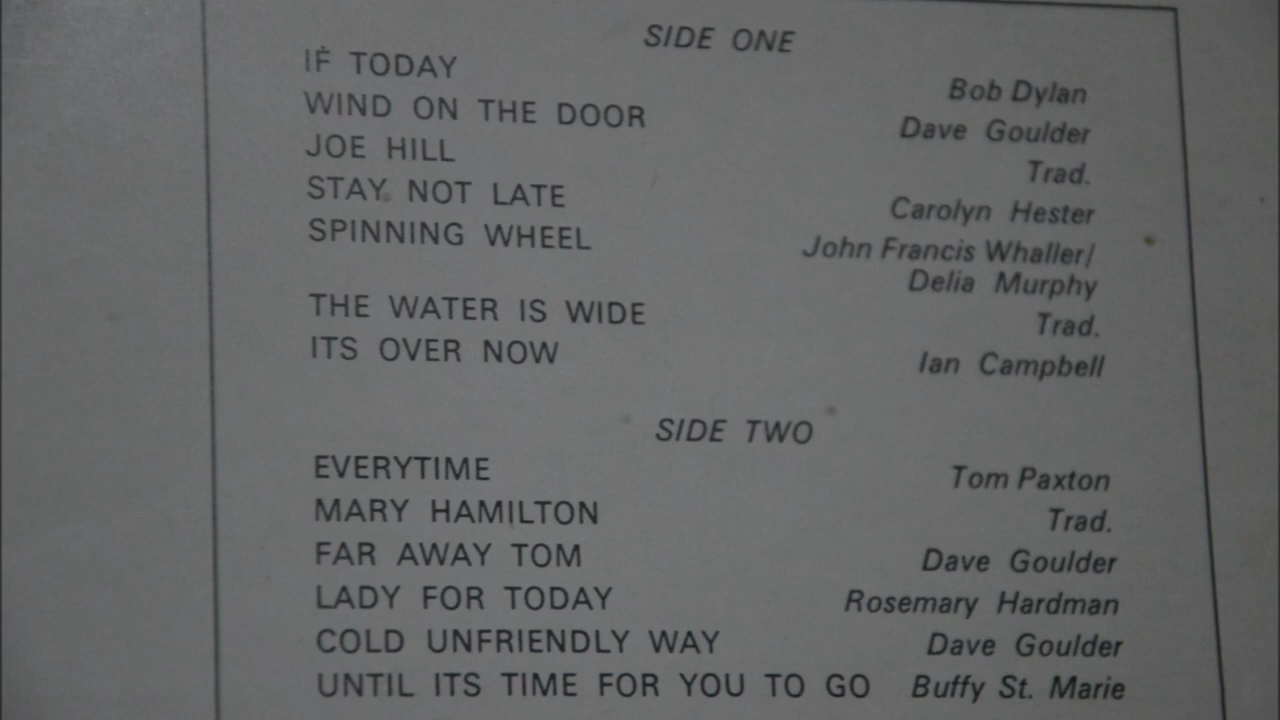 SIDE ONE
IF TODAY Bob Dylan
WIND ON THE DOOR Dave Goulder
JOE HILL Trad.
STAY NOT LATE Carolyn Hester
SPINNING WHEEL John Francis Whaller/
Delia Murphy
THE WATER IS WIDE Trad.
ITS OVER NOW Ian Campbell
SIDE TWO
EVERYTIME Tom Paxton
MARY HAMILTON Trad.
FAR AWAY TOM Dave Goulder
LADY FOR TODAY Rosemary Hardman
COLD UNFRIENDLY WAY Dave Goulder
UNTIL ITS TIME FOR YOU TO GO Buffy St. Marie